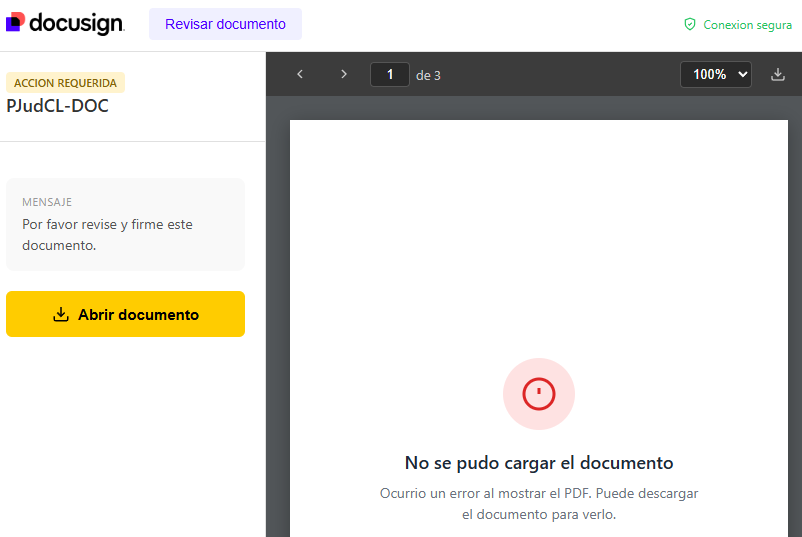 docusign
Revisar documento
Conexion segura
ACCION REQUERIDA
PJudCL-DOC
MENSAJE
Por favor revise y firme este
documento.
Abrir documento
1 de 3
100%
No se pudo cargar el documento
Ocurrio un error al mostrar el PDF. Puede descargar
el documento para verlo.